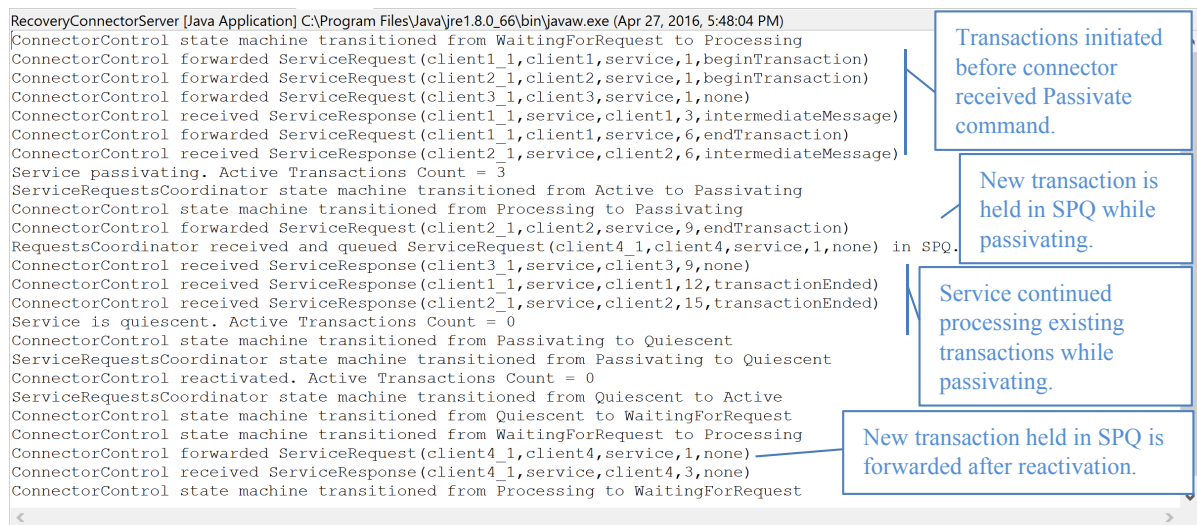 RecoveryConnectorServer [Java Application] C:\Program Files\Java\jre1.8.0_66\bin\javaw.exe (Apr 27, 2016, 5:48:04 PM)
ConnectorControl state machine transitioned from WaitingForRequest to Processing
ConnectorControl forwarded ServiceRequest(client1_1,client1,service,1,beginTransaction)
ConnectorControl forwarded ServiceRequest(client2_1,client2,service,1,beginTransaction)
ConnectorControl forwarded ServiceRequest(client3_1,client3,service,1,none)
ConnectorControl received ServiceResponse(client1_1,service,client1,3,intermediateMessage)
ConnectorControl forwarded ServiceRequest(client1_1,client1,service,6,endTransaction)
ConnectorControl received ServiceResponse(client2_1,service,client2,6,intermediateMessage)
Service passivating. Active Transactions Count = 3
ServiceRequestsCoordinator state machine transitioned from Active to Passivating
ConnectorControl state machine transitioned from Processing to Passivating
ConnectorControl forwarded ServiceRequest(client2_1,client2,service,9,endTransaction)
RequestsCoordinator received and queued ServiceRequest(client4_1,client4,service,1,none) in SPQ.
ConnectorControl received ServiceResponse(client3_1,service,client3,9,none)
ConnectorControl received ServiceResponse(client1_1,service,client1,12,transactionEnded)
ConnectorControl received ServiceResponse(client2_1,service,client2,15,transactionEnded)
Service is quiescent. Active Transactions Count = 0
ConnectorControl state machine transitioned from Passivating to Quiescent
ServiceRequestsCoordinator state machine transitioned from Passivating to Quiescent
ConnectorControl reactivated. Active Transactions Count = 0
ServiceRequestsCoordinator state machine transitioned from Quiescent to Active
ConnectorControl state machine transitioned from Quiescent to WaitingForRequest
ConnectorControl state machine transitioned from WaitingForRequest to Processing
ConnectorControl forwarded ServiceRequest(client4_1,client4,service,1,none)
ConnectorControl received ServiceResponse(client4_1,service,client4,3,none)
ConnectorControl state machine transitioned from Processing to WaitingForRequest
Transactions initiated
before connector
received Passivate
command.
New transaction is
held in SPQ while
passivating.
Service continued
processing existing
transactions while
passivating.
New transaction held in SPQ is
forwarded after reactivation.